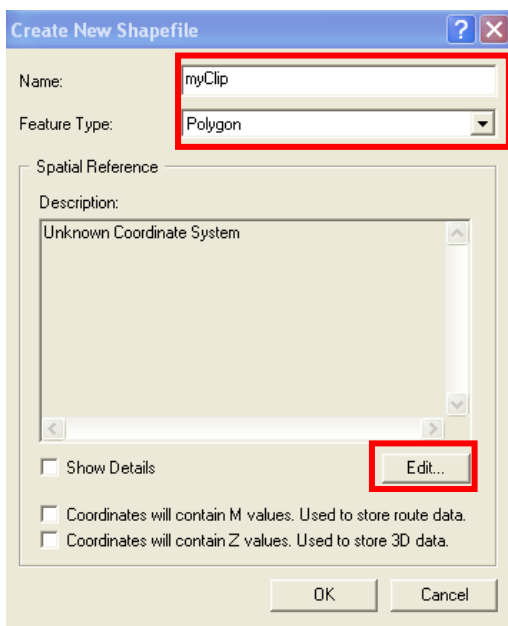 Create New Shapefile
Name: myClip
Feature Type: Polygon
Spatial Reference
Description:
Unknown Coordinate System
Show Details Edit...
Coordinates will contain M values. Used to store route data.
Coordinates will contain Z values. Used to store 3D data.
OK Cancel